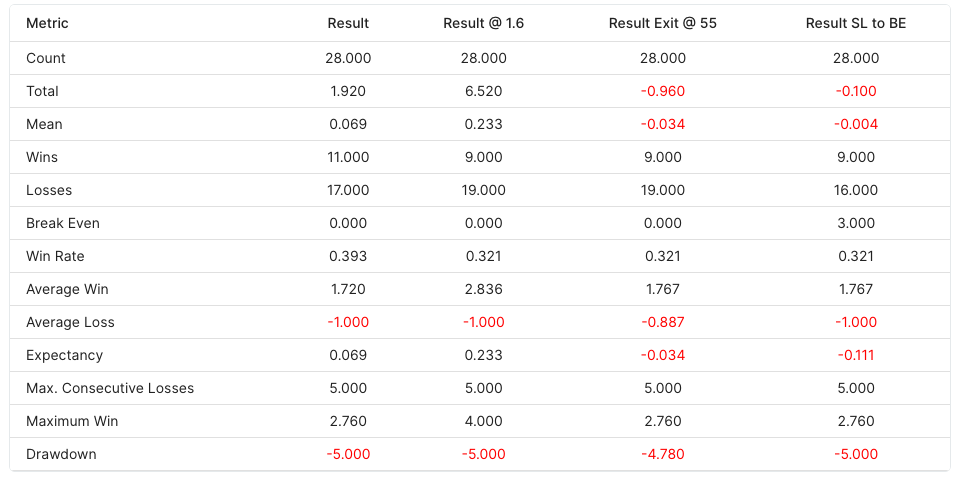 Metric Result Result @ 1.6 Result Exit @ 55 Result SL to BE
Count 28.000 28.000 28.000 28.000
Total 1.920 6.520 -0.960 -0.100
Mean 0.069 0.233 -0.034 -0.004
Wins 11.000 9.000 9.000 9.000
Losses 17.000 19.000 19.000 16.000
Break Even 0.000 0.000 0.000 3.000
Win Rate 0.393 0.321 0.321 0.321
Average Win 1.720 2.836 1.767 1.767
Average Loss -1.000 -1.000 -0.887 -1.000
Expectancy 0.069 0.233 -0.034 -0.111
Max. Consecutive Losses 5.000 5.000 5.000 5.000
Maximum Win 2.760 4.000 2.760 2.760
Drawdown -5.000 -5.000 -4.780 -5.000